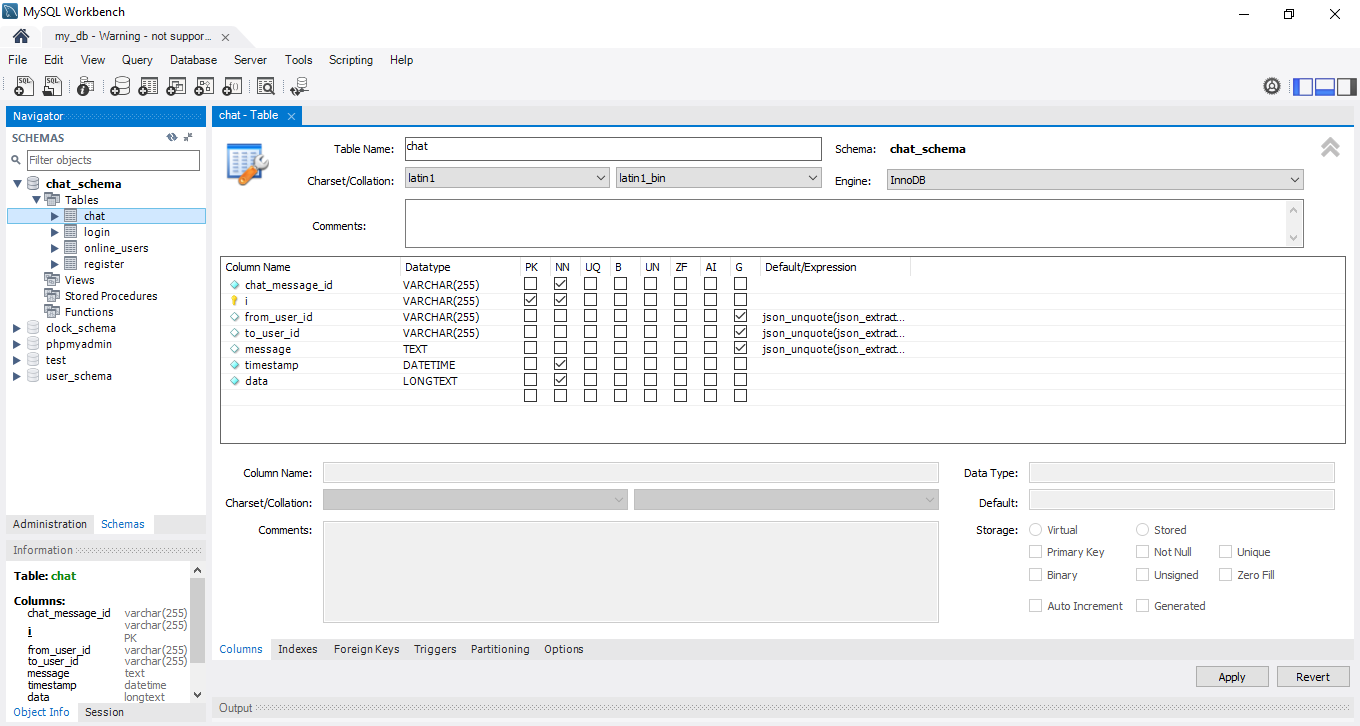 MySQL Workbench
my_db - Warning - not suppor...
File Edit View Query Database Server Tools Scripting Help
Navigator
SCHEMAS
Filter objects
chat_schema
Tables
chat
login
online_users
register
Views
Stored Procedures
Functions
clock_schema
phpmyadmin
test
user_schema
Administration Schemas
Information
Table: chat
Columns:
chat_message_id varchar(255)
i varchar(255) PK
from_user_id varchar(255)
to_user_id varchar(255)
message text
timestamp datetime
data longtext
Object Info Session
chat - Table
Table Name: chat Schema: chat_schema
Charset/Collation: latin1 latin1_bin Engine: InnoDB
Comments:
Column Name Datatype PK NN UQ B UN ZF AI G Default/Expression
chat_message_id VARCHAR(255)
i VARCHAR(255)
from_user_id VARCHAR(255) json_unquote(json_extract...
to_user_id VARCHAR(255) json_unquote(json_extract...
message TEXT json_unquote(json_extract...
timestamp DATETIME
data LONGTEXT
Column Name: Data Type:
Charset/Collation: Default:
Comments: Storage: Virtual Stored
Primary Key Not Null Unique
Binary Unsigned Zero Fill
Auto Increment Generated
Columns Indexes Foreign Keys Triggers Partitioning Options
Apply Revert
Output